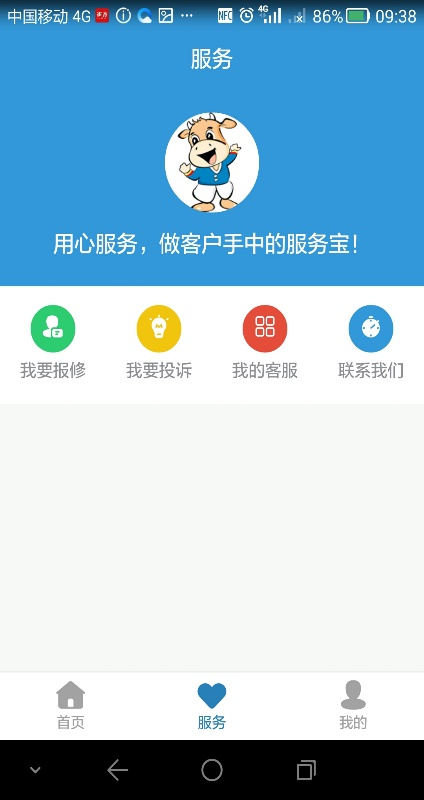 中国移动 4G NFC 4G 86% 09:38
服务
用心服务，做客户手中的服务宝！
我要报修 我要投诉 我的客服 联系我们
首页 服务 我的